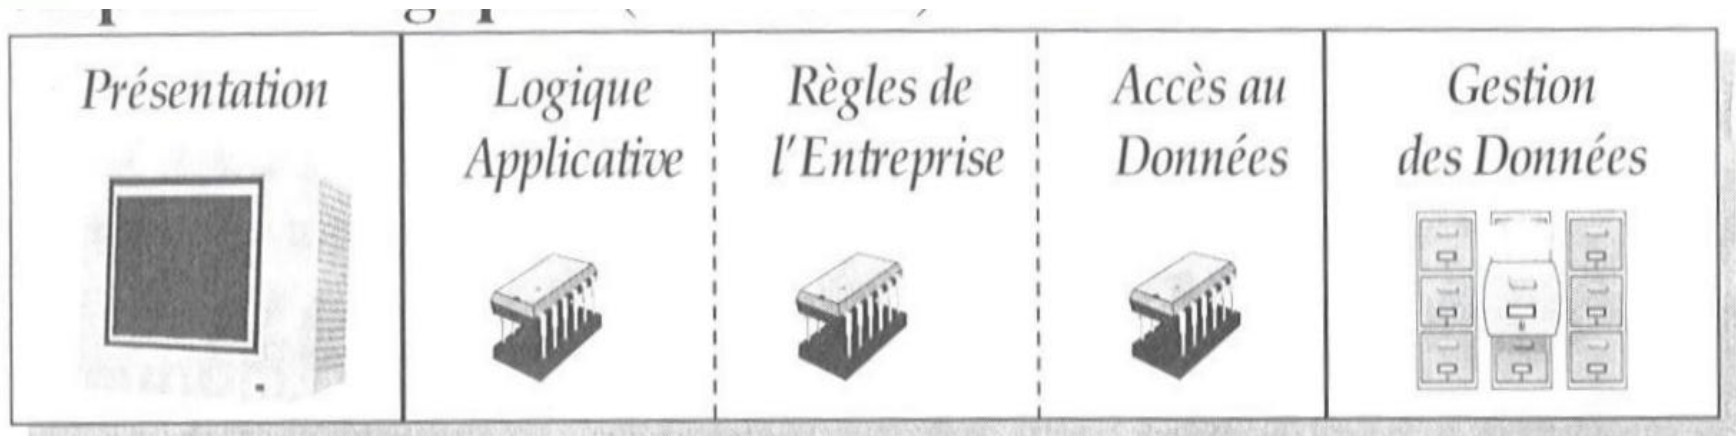 Présentation
Logique
Applicative
Règles de
l'Entreprise
Accès au
Données
Gestion
des Données